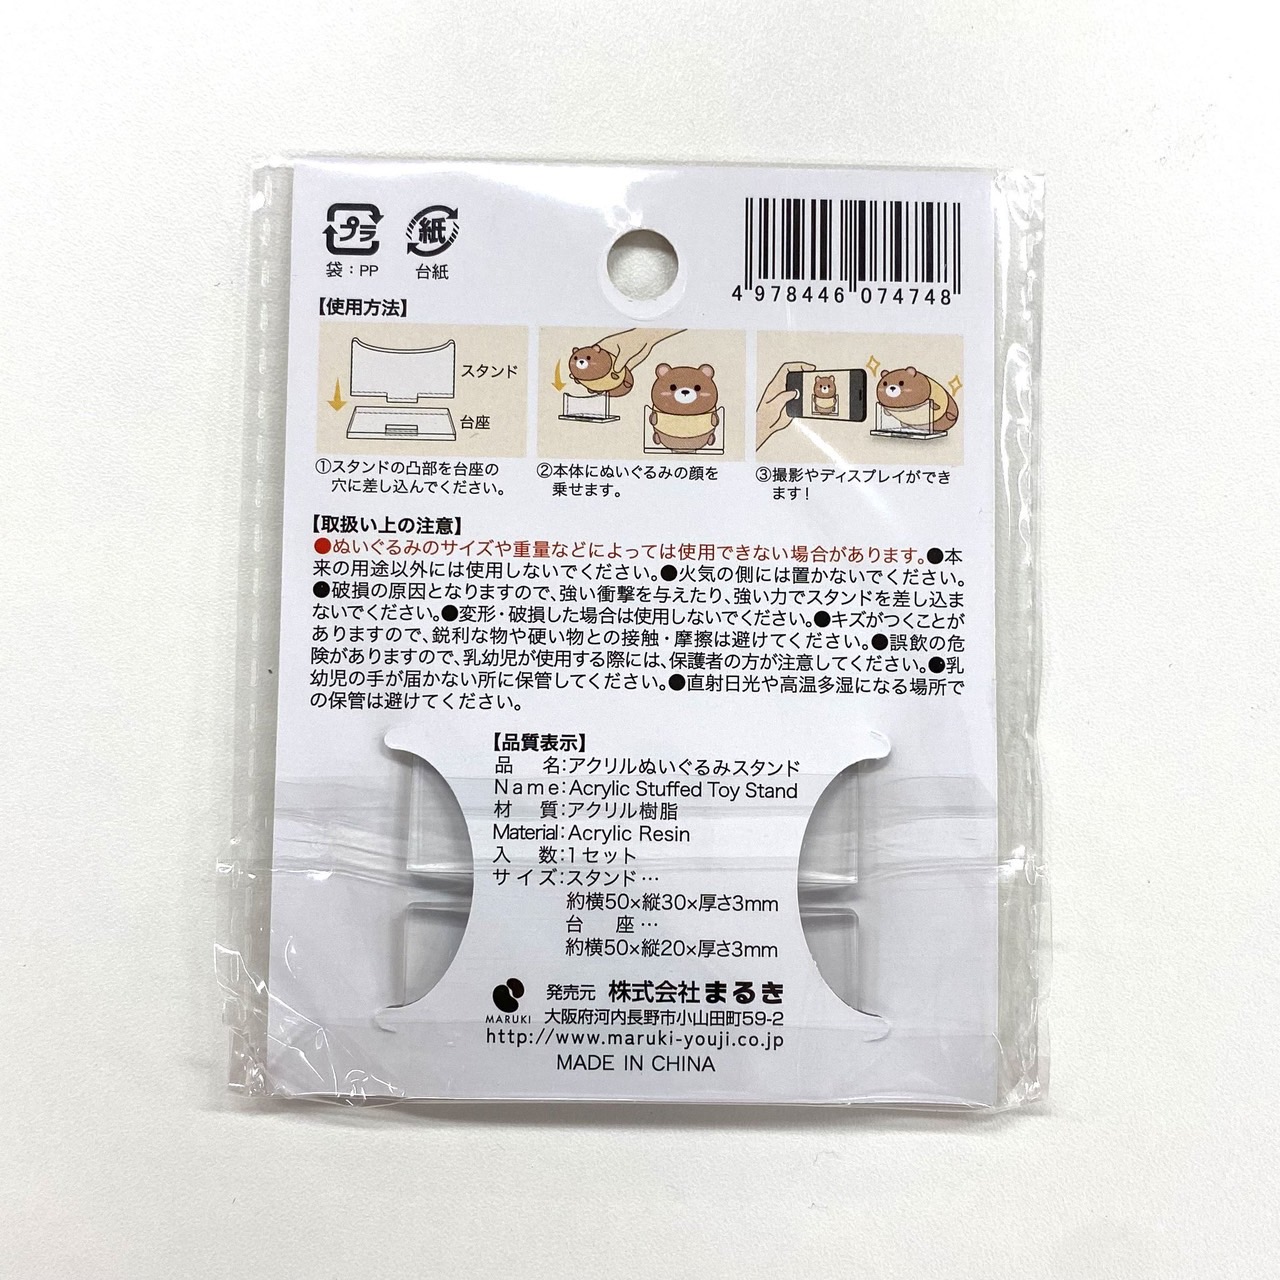 プラ
紙
袋：PP
台紙
4 978446 074748
【使用方法】
スタンド
台座
①スタンドの凸部を台座の
穴に差し込んでください。
②本体にぬいぐるみの顔を
乗せます。
③撮影やディスプレイができ
ます！
【取扱い上の注意】
●ぬいぐるみのサイズや重量などによっては使用できない場合があります。●本
来の用途以外には使用しないでください。●火気の側には置かないでください。
●破損の原因となりますので、強い衝撃を与えたり、強い力でスタンドを差し込ま
ないでください。●変形・破損した場合は使用しないでください。●キズがつくことが
ありますので、鋭利な物や硬い物との接触・摩擦は避けてください。●誤飲の危
険がありますので、乳幼児が使用する際には、保護者の方が注意してください。●乳
幼児の手が届かない所に保管してください。●直射日光や高温多湿になる場所で
の保管は避けてください。
【品質表示】
品　名：アクリルぬいぐるみスタンド
Name：Acrylic Stuffed Toy Stand
材　質：アクリル樹脂
Material：Acrylic Resin
入　数：1セット
サイズ：スタンド…
約横50×縦30×厚さ3mm
台　座…
約横50×縦20×厚さ3mm
MARUKI
発売元 株式会社まるき
大阪府河内長野市小山田町59-2
http://www.maruki-youji.co.jp
MADE IN CHINA